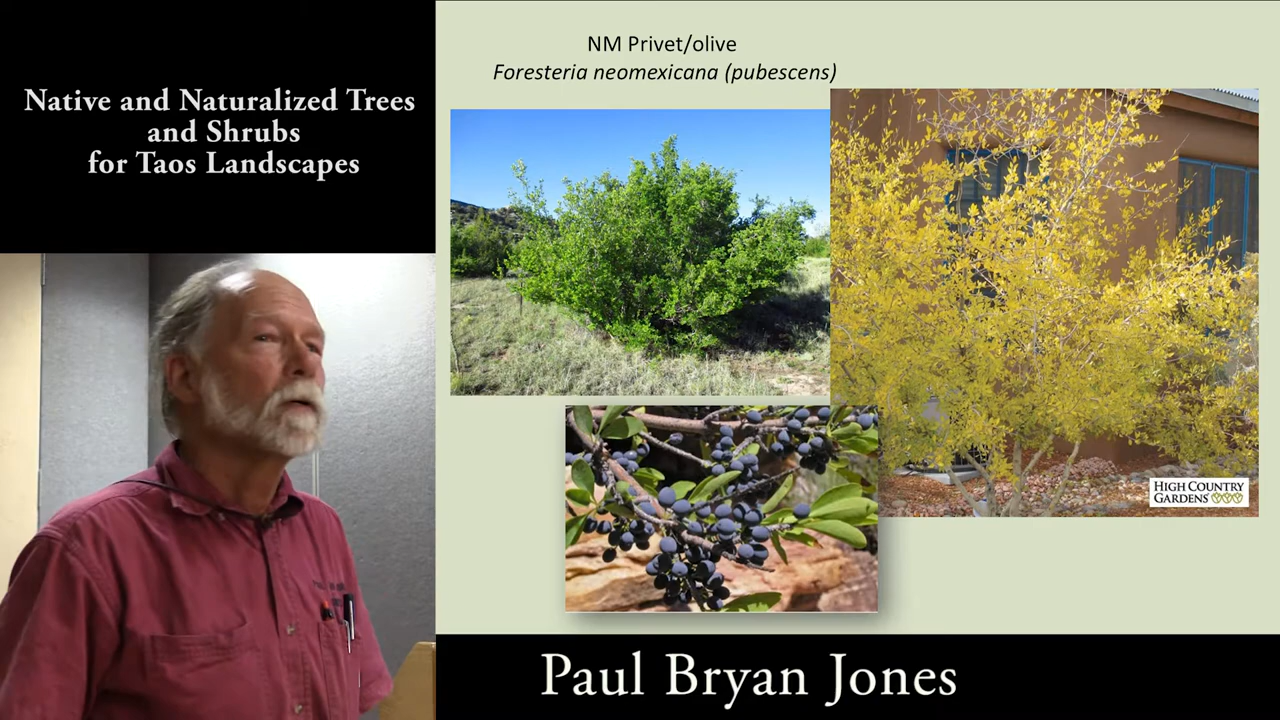 Native and Naturalized Trees
and Shrubs
for Taos Landscapes
NM Privet/olive
Foresteria neomexicana (pubescens)
HIGH COUNTRY
GARDENS
Paul Bryan Jones